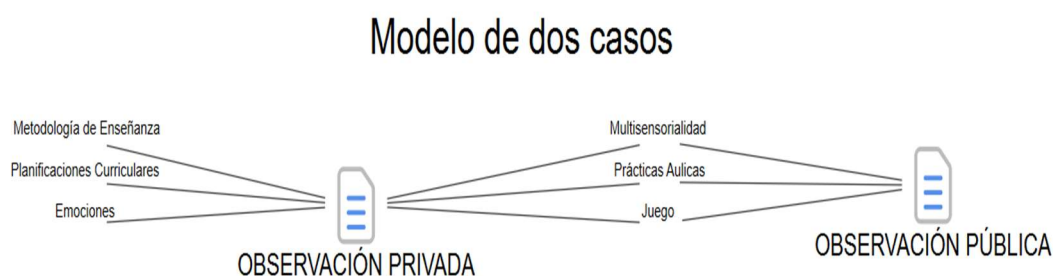 Modelo de dos casos
Metodología de Enseñanza
Planificaciones Curriculares
Emociones
OBSERVACIÓN PRIVADA
Multisensorialidad
Prácticas Aulicas
Juego
OBSERVACIÓN PÚBLICA